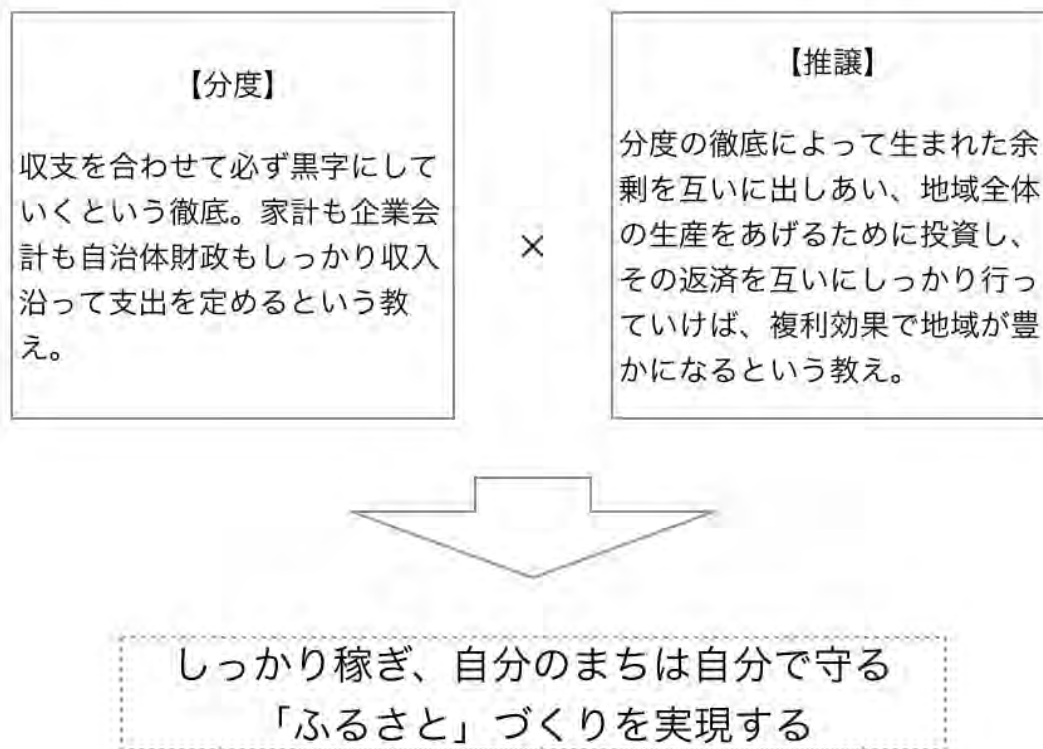 【分度】
収支を合わせて必ず黒字にして
いくという徹底。家計も企業会
計も自治体財政もしっかり収入
沿って支出を定めるという教
え。
×
【推譲】
分度の徹底によって生まれた余
剰を互いに出しあい、地域全体
の生産をあげるために投資し、
その返済を互いにしっかり行っ
ていけば、複利効果で地域が豊
かになるという教え。
しっかり稼ぎ、自分のまちは自分で守る
「ふるさと」づくりを実現する